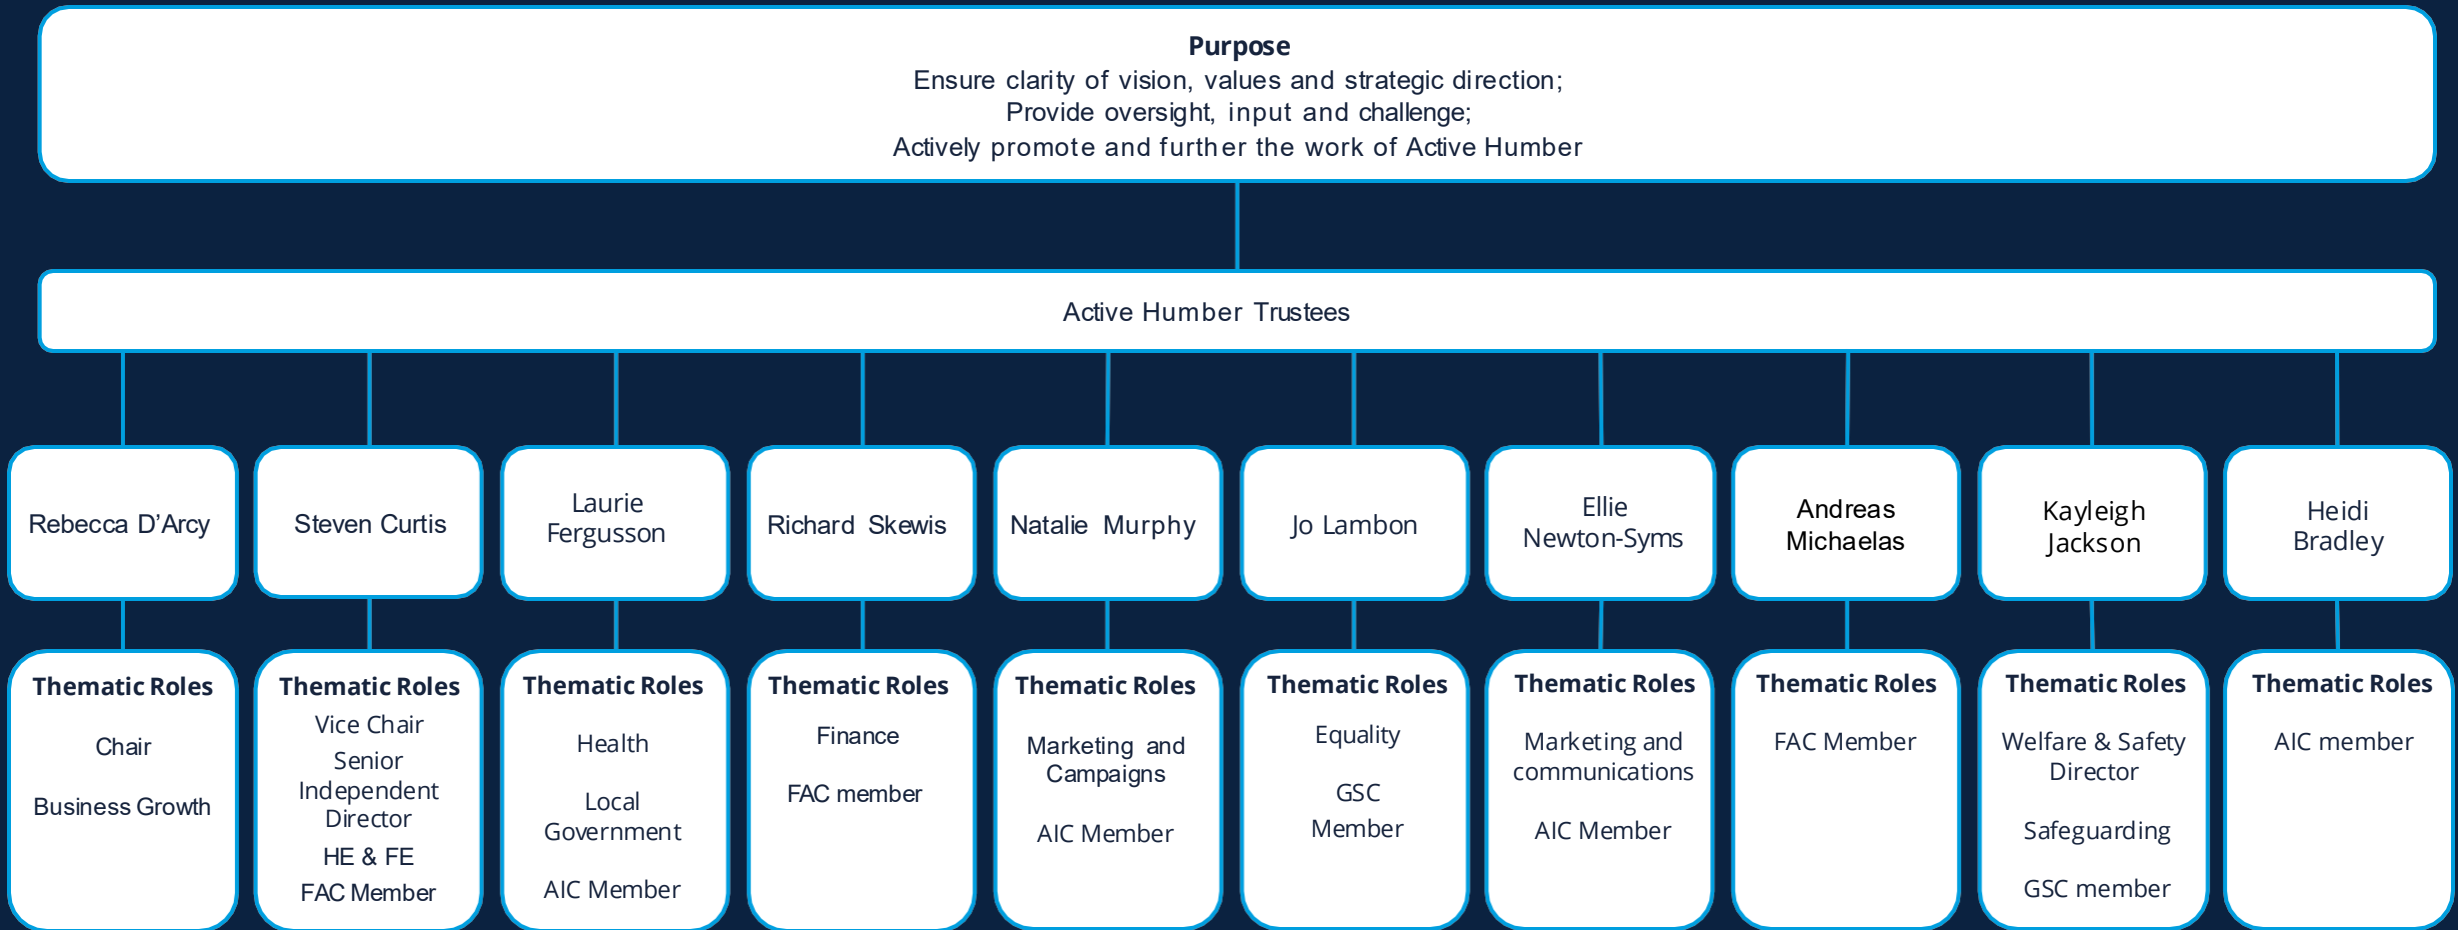 Purpose
Ensure clarity of vision, values and strategic direction;
Provide oversight, input and challenge;
Actively promote and further the work of Active Humber
Active Humber Trustees
Rebecca D’Arcy
Steven Curtis
Laurie
Fergusson
Richard Skewis
Natalie Murphy
Jo Lambon
Ellie
Newton-Syms
Andreas
Michaelas
Kayleigh
Jackson
Heidi
Bradley
Thematic Roles
Chair
Business Growth
Thematic Roles
Vice Chair
Senior
Independent
Director
HE & FE
FAC Member
Thematic Roles
Health
Local
Government
AIC Member
Thematic Roles
Finance
FAC member
Thematic Roles
Marketing and
Campaigns
AIC Member
Thematic Roles
Equality
GSC
Member
Thematic Roles
Marketing and
communications
AIC Member
Thematic Roles
FAC Member
Thematic Roles
Welfare & Safety
Director
Safeguarding
GSC member
Thematic Roles
AIC member